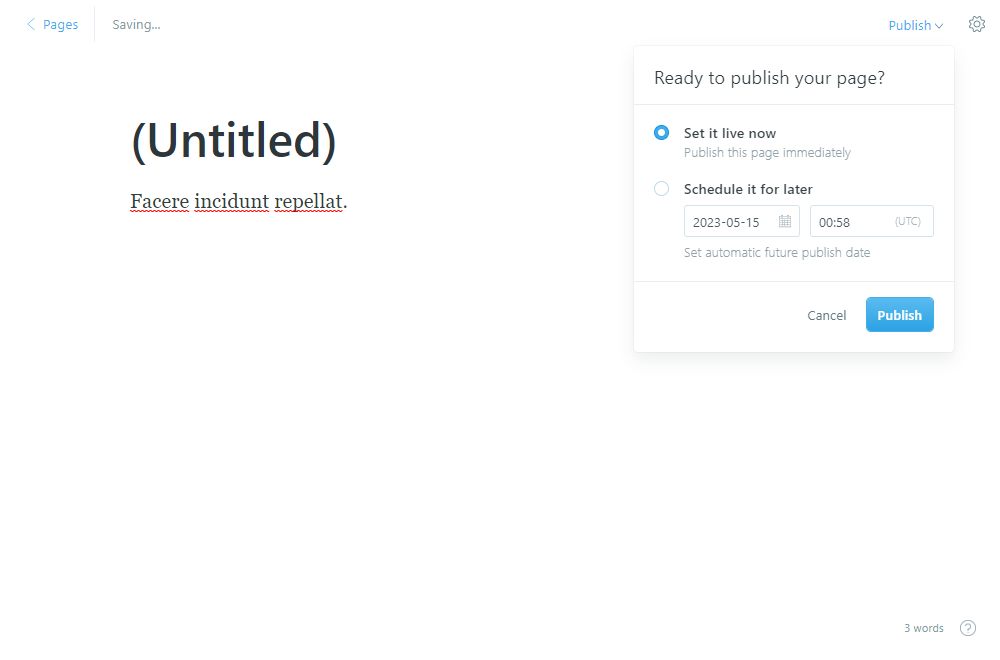 Pages
Saving...
Publish
Ready to publish your page?
(Untitled)
Set it live now
Publish this page immediately
Schedule it for later
Facere incidunt repellat.
2023-05-15
00:58
(UTC)
Set automatic future publish date
Cancel
Publish
3 words
?